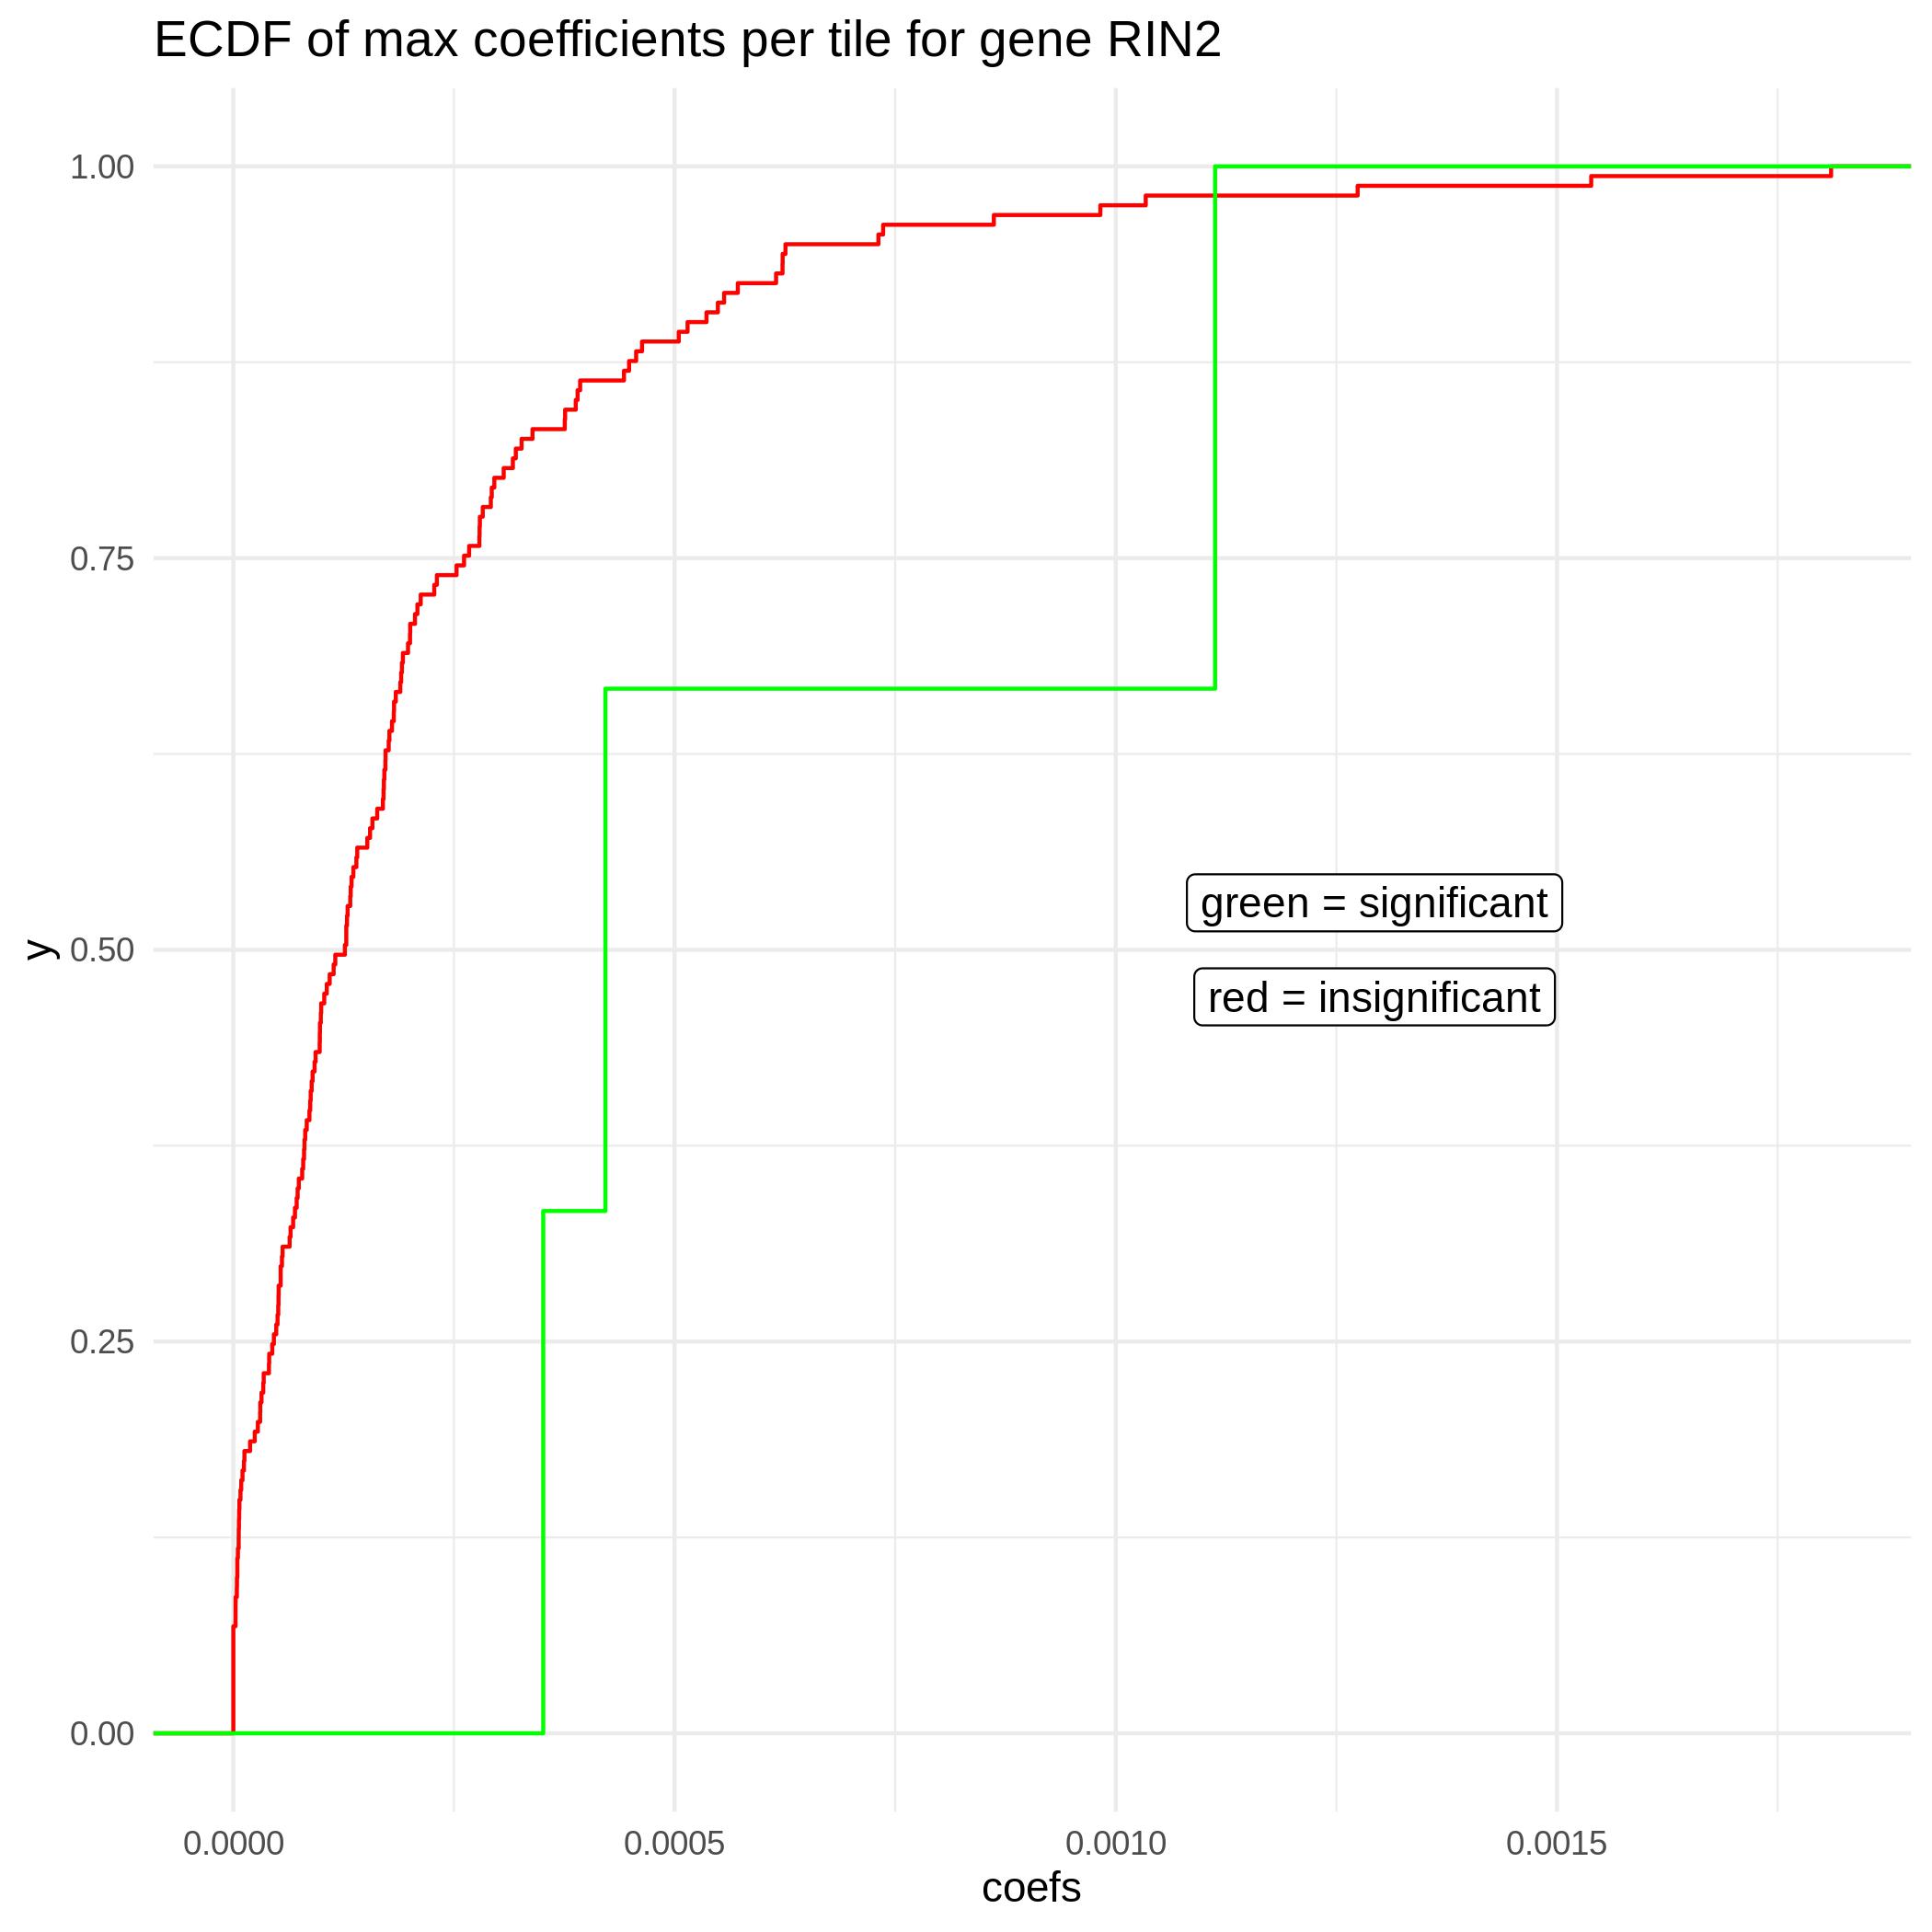 ECDF of max coefficients per tile for gene RIN2
1.00
0.75
0.50
0.25
0.00
y
green = significant
red = insignificant
0.0000
0.0005
0.0010
0.0015
coefs